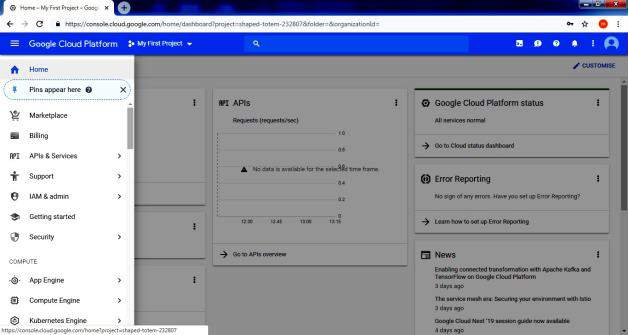 Home – My First Project – Goog
https://console.cloud.google.com/home/dashboard?project=shaped-totem-232807&folder=&organizationId=
Google Cloud Platform
My First Project
CUSTOMISE
Home
Pins appear here
Marketplace
Billing
API APIs & Services
Support
IAM & admin
Getting started
Security
COMPUTE
App Engine
Compute Engine
Kubernetes Engine
https://console.cloud.google.com/home?project=shaped-totem-232807
API APIs
Requests (requests/sec)
1.0
0.8
0.6
No data is available for the selected time frame.
0.4
0.2
0
12:30 12:45 13:00 13:15
Go to APIs overview
Google Cloud Platform status
All services normal
Go to Cloud status dashboard
Error Reporting
No sign of any errors. Have you set up Error Reporting?
Learn how to set up Error Reporting
News
Enabling connected transformation with Apache Kafka and
TensorFlow on Google Cloud Platform
3 days ago
The service mesh era: Securing your environment with Istio
3 days ago
Google Cloud Next '19 session guide now available
4 days ago